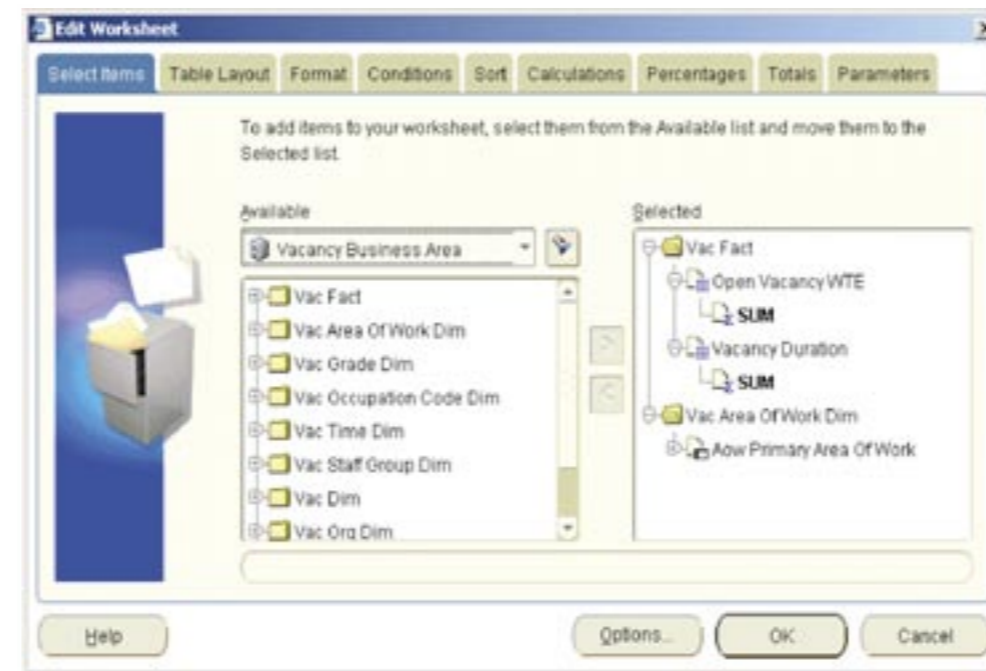 Edit Worksheet
Select Items Table Layout Format Conditions Sort Calculations Percentages Totals Parameters
To add items to your worksheet, select them from the Available list and move them to the
Selected list.
Available
Vacancy Business Area
Vac Fact
Vac Area Of Work Dim
Vac Grade Dim
Vac Occupation Code Dim
Vac Time Dim
Vac Staff Group Dim
Vac Dim
Vac Org Dim
Selected
Vac Fact
Open Vacancy WTE
SUM
Vacancy Duration
SUM
Vac Area Of Work Dim
Aow Primary Area Of Work
Help Options... OK Cancel